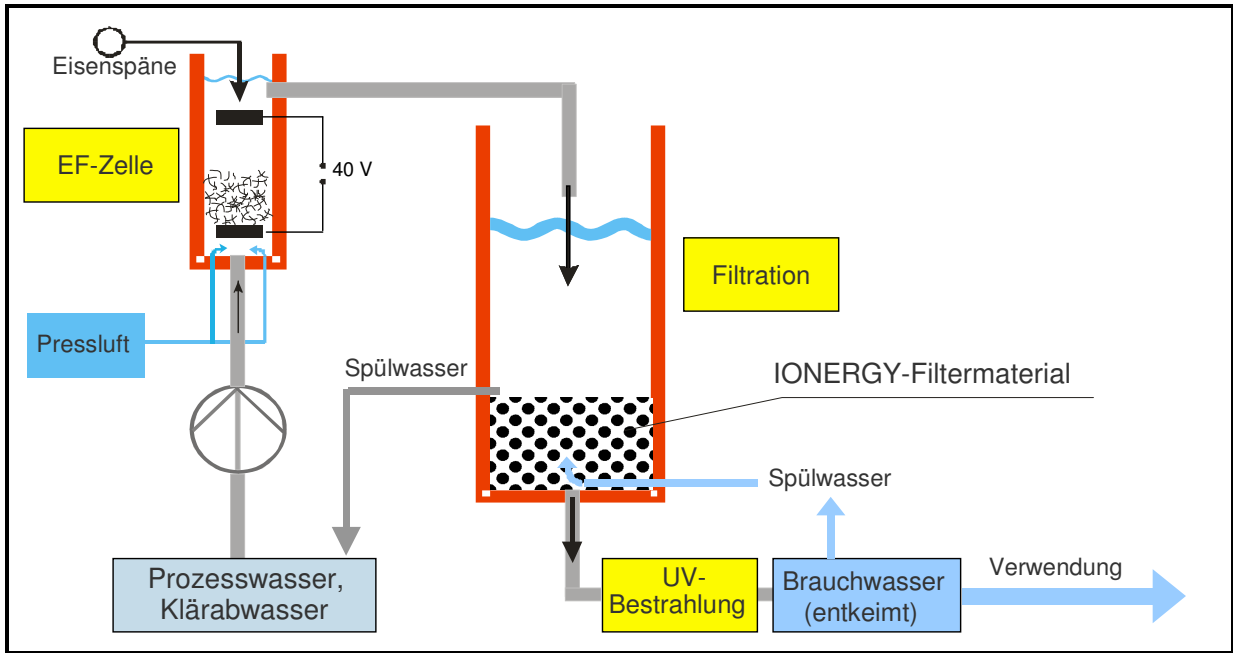 Eisenspäne
EF-Zelle
40 V
Pressluft
Filtration
Spülwasser
IONERGY-Filtermaterial
Spülwasser
Prozesswasser,
Klärabwasser
UV-
Bestrahlung
Brauchwasser
(entkeimt)
Verwendung